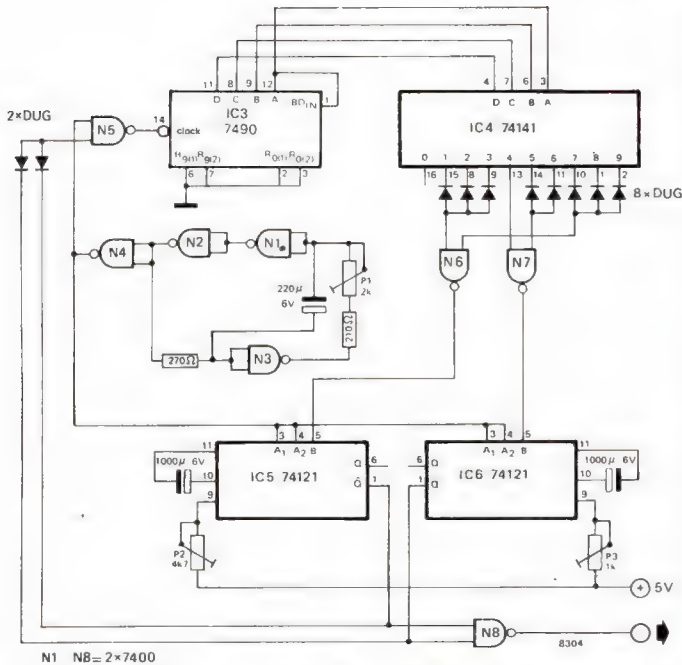 11 8 9 12
D C B A
BDIN 1
IC3
7490
2×DUG
N5
14
clock
R9(1) R9(2) R0(1) R0(2)
6 7 2 3
4 7 6 3
D C B A
IC4 74141
0 1 2 3 4 5 6 7 8 9
16 15 8 9 13 14 11 10 1 2
8×DUG
N4
N2
N1
N6
N7
220μ
6V
P1
2k
270Ω
N3
3 4 5
A1 A2 B
11
1000μ 6V
10
9
IC5 74121
Q 6
Q̅ 1
P2
4k7
3 4 5
A1 A2 B
6 Q
1 Q
IC6 74121
11
1000μ 6V
10
9
P3
1k
+ 5V
N8
8304
N1 N8= 2×7400